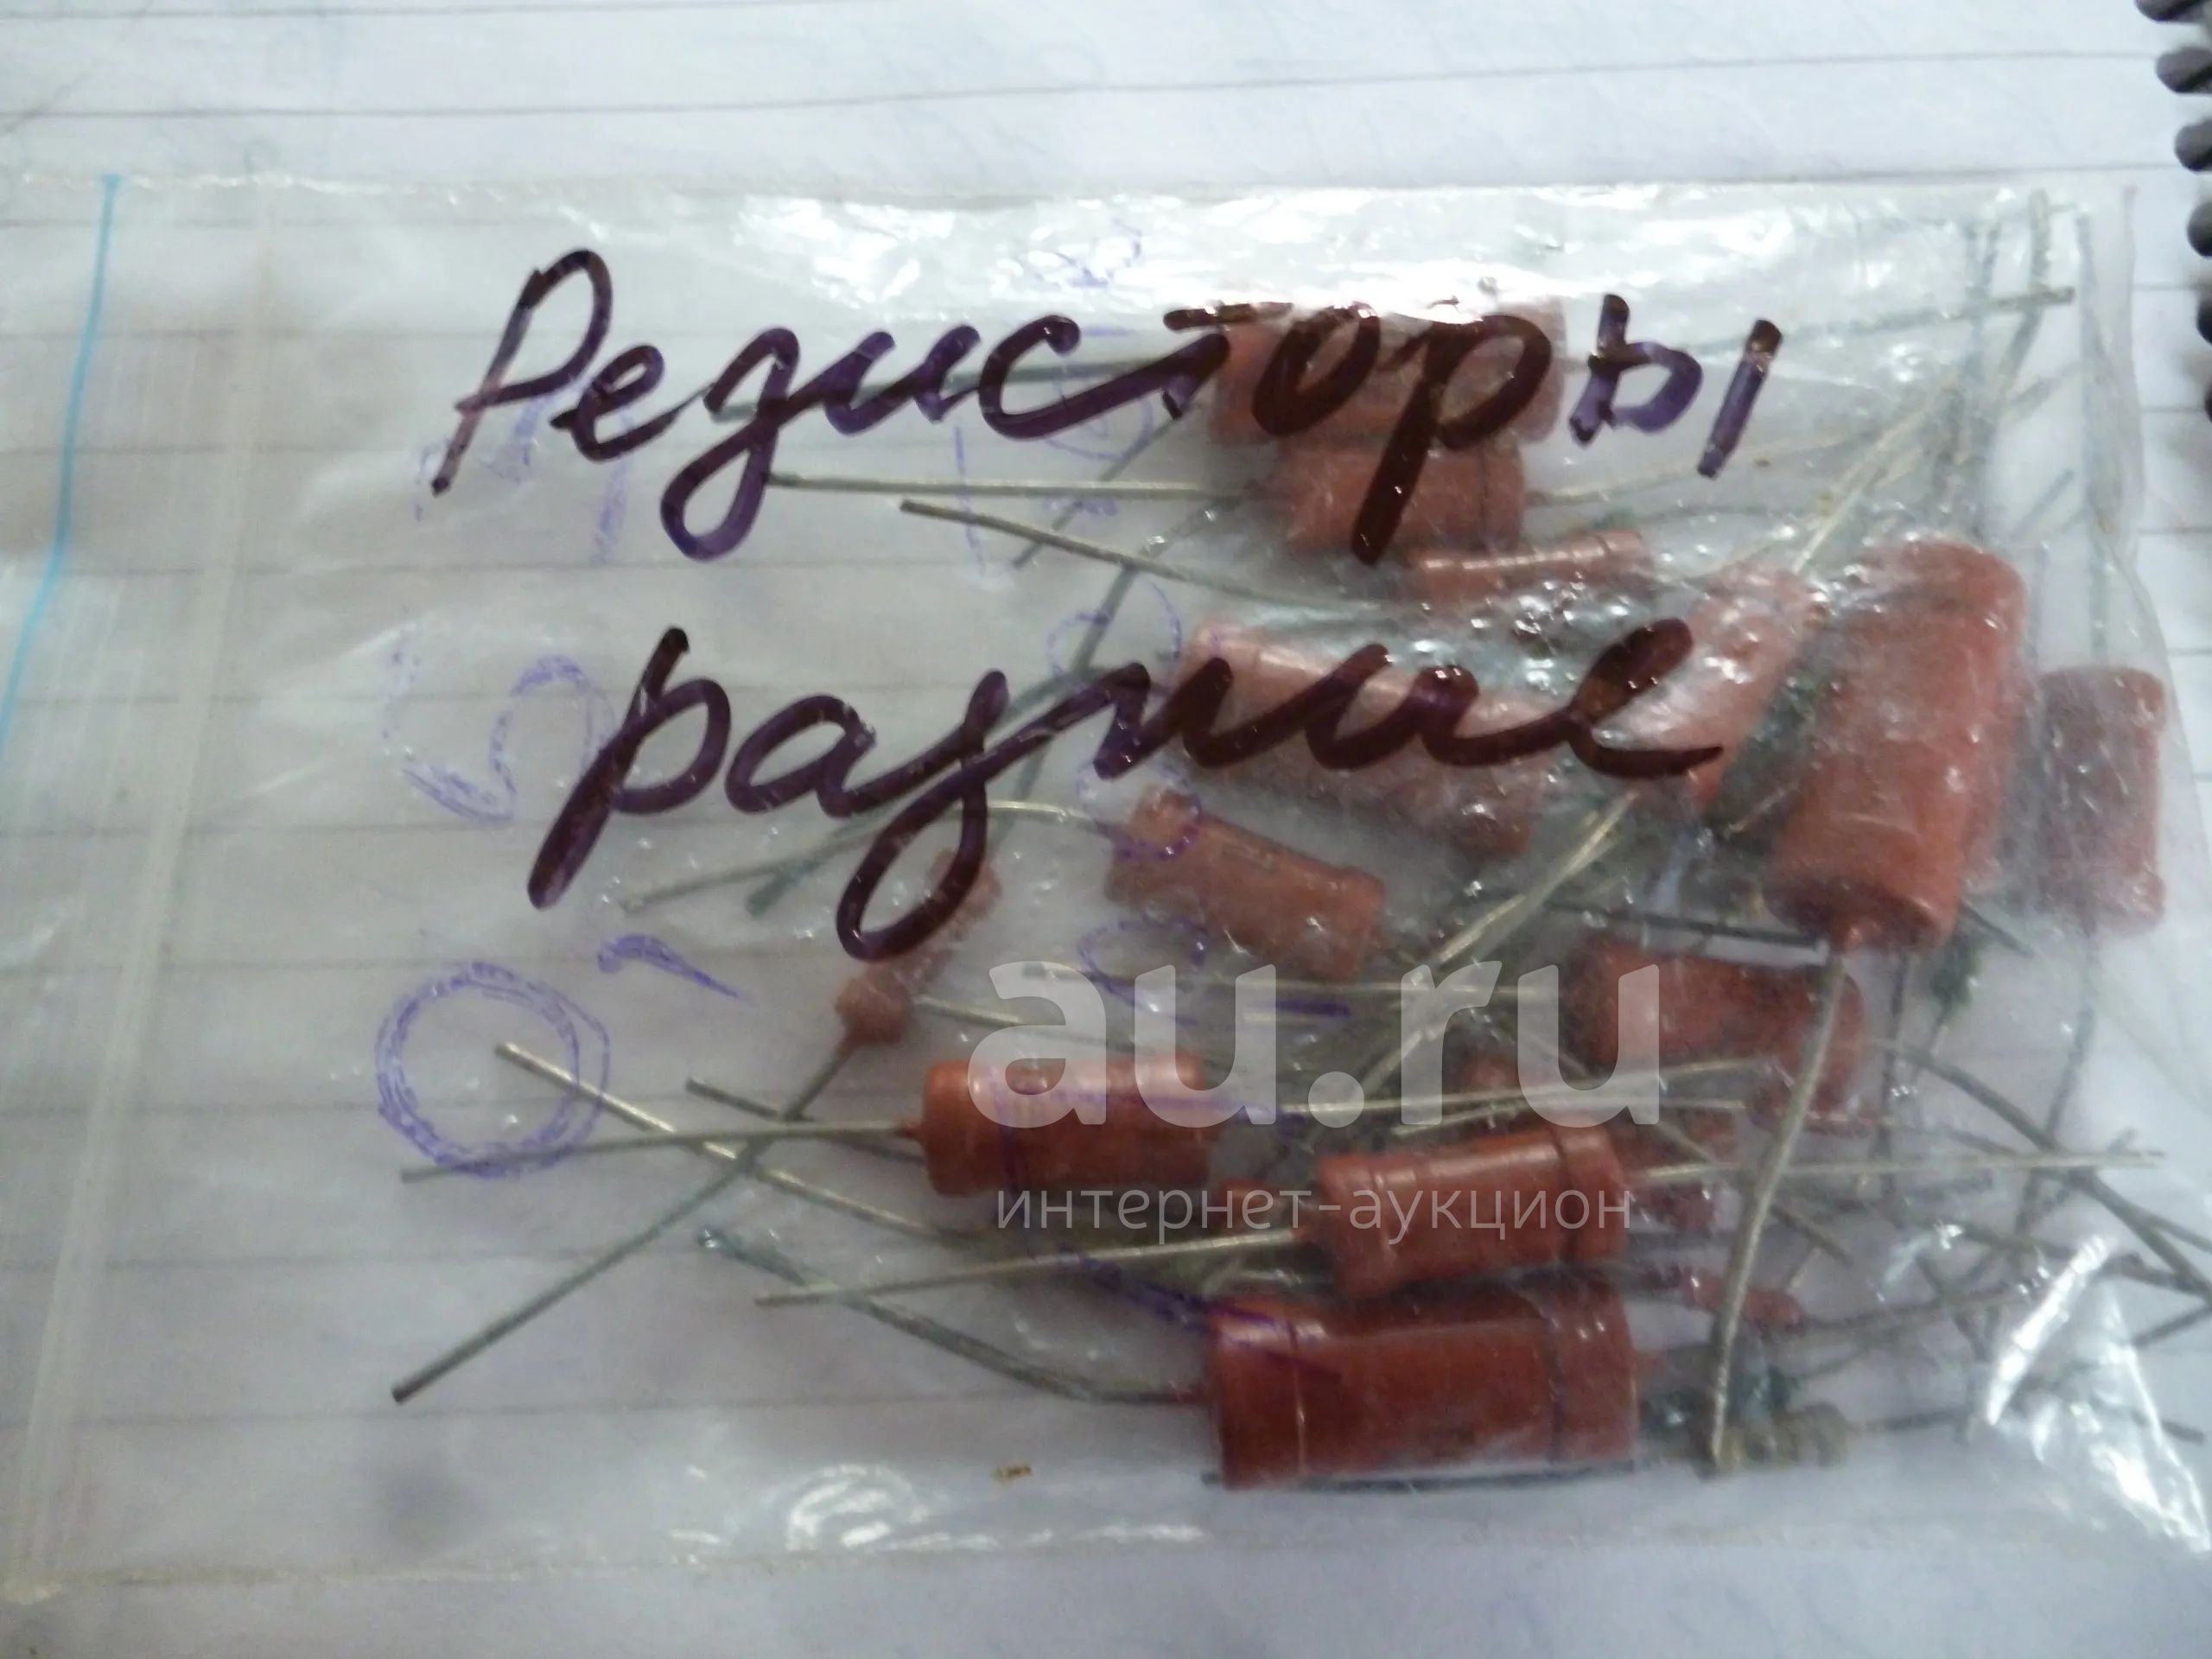 Резисторы
разные
au.ru
интернет-аукцион